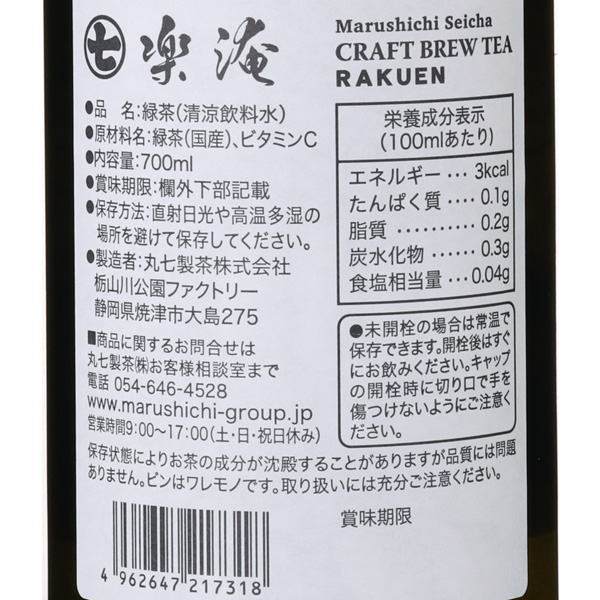 七 楽淹
Marushichi Seicha
CRAFT BREW TEA
RAKUEN
●品　名:緑茶(清涼飲料水)
●原材料名:緑茶(国産)、ビタミンC
●内容量:700ml
●賞味期限:欄外下部記載
●保存方法:直射日光や高温多湿の
場所を避けて保存してください。
●製造者:丸七製茶株式会社
栃山川公園ファクトリー
静岡県焼津市大島275
■商品に関するお問合せは
丸七製茶㈱お客様相談室まで
電話 054-646-4528
www.marushichi-group.jp
営業時間9:00〜17:00(土・日・祝日休み)
栄養成分表示
(100mlあたり)
エネルギー … 3kcal
たんぱく質 …… 0.1g
脂質 ………… 0.2g
炭水化物 …… 0.3g
食塩相当量 … 0.04g
●未開栓の場合は常温で
保存できます。開栓後はすぐ
にお飲みください。キャップ
の開栓時に切り口で手を
傷つけないようにご注意く
ださい。
保存状態によりお茶の成分が沈殿することがありますが品質には問題
ありません。ビンはワレモノです。取り扱いには充分ご注意ください。
賞味期限
4 962647 217318